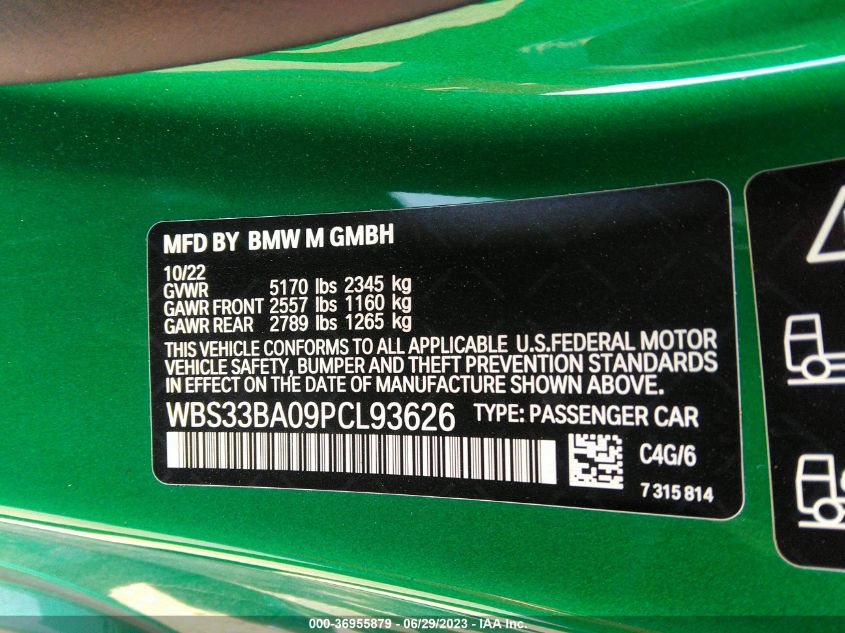 MFD BY BMW M GMBH
10/22
GVWR 5170 lbs 2345 kg
GAWR FRONT 2557 lbs 1160 kg
GAWR REAR 2789 lbs 1265 kg
THIS VEHICLE CONFORMS TO ALL APPLICABLE U.S.FEDERAL MOTOR
VEHICLE SAFETY, BUMPER AND THEFT PREVENTION STANDARDS
IN EFFECT ON THE DATE OF MANUFACTURE SHOWN ABOVE.
WBS33BA09PCL93626 TYPE: PASSENGER CAR
C4G/6
7 315 814
000-36955879 - 06/29/2023 - IAA Inc.